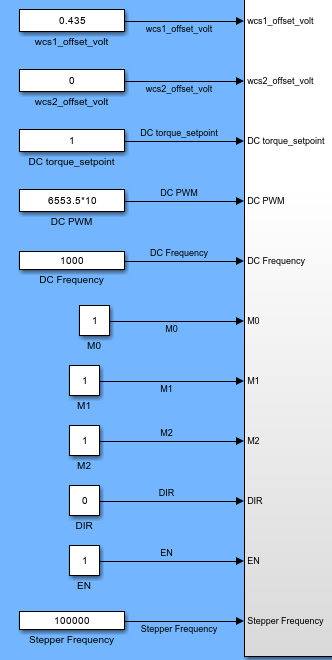 0.435
wcs1_offset_volt
wcs1_offset_volt
wcs1_offset_volt
0
wcs2_offset_volt
wcs2_offset_volt
wcs2_offset_volt
1
DC torque_setpoint
DC torque_setpoint
DC torque_setpoint
6553.5*10
DC PWM
DC PWM
DC PWM
1000
DC Frequency
DC Frequency
DC Frequency
1
M0
M0
M0
1
M1
M1
M1
1
M2
M2
M2
0
DIR
DIR
DIR
1
EN
EN
EN
100000
Stepper Frequency
Stepper Frequency
Stepper Frequency